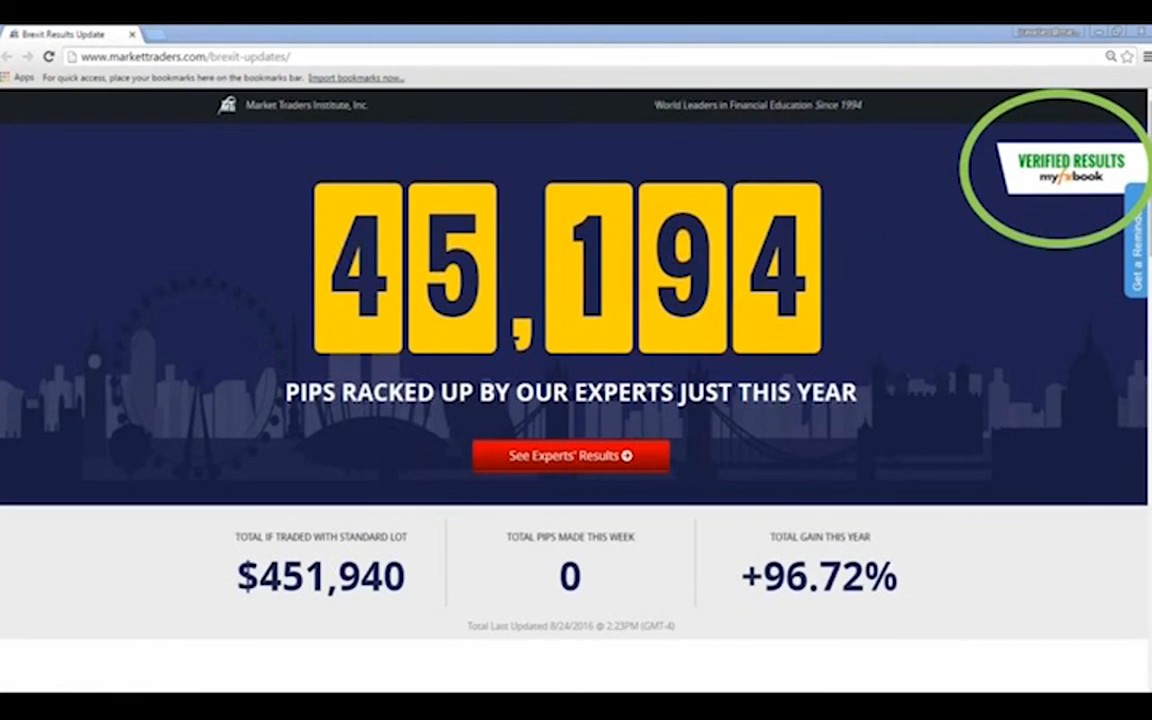 Brexit Results Update
www.markettraders.com/brexit-updates/
Apps For quick access, place your bookmarks here on the bookmarks bar. Import bookmarks now...
Market Traders Institute, Inc. World Leaders in Financial Education Since 1994
VERIFIED RESULTS
myfxbook
45,194
PIPS RACKED UP BY OUR EXPERTS JUST THIS YEAR
Get a
See Experts' Results
TOTAL IF TRADED WITH STANDARD LOT TOTAL PIPS MADE THIS WEEK TOTAL GAIN THIS YEAR
$451,940 0 +96.72%
Total Last Updated 8/24/2016 @ 2:23PM (GMT-4)